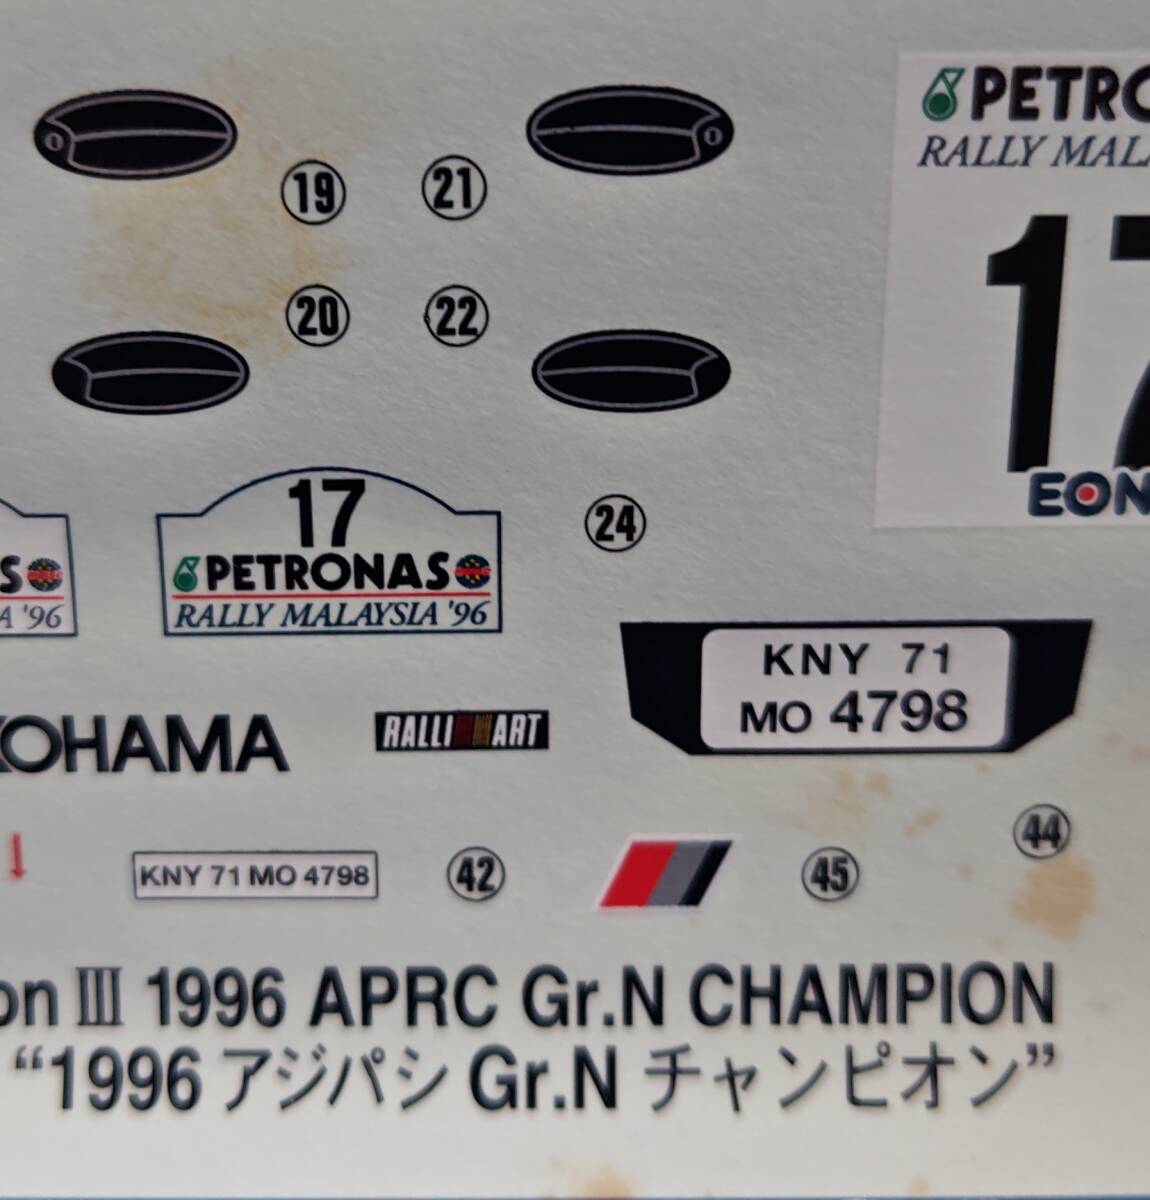 PETRO
RALLY MALA
19
21
17
20
22
EON
17
24
PETRONAS
RALLY MALAYSIA '96
S
A '96
KNY 71
MO 4798
KOHAMA
RALLI ART
44
KNY 71 MO 4798
42
45
on III 1996 APRC Gr.N CHAMPION
“1996 アジパシ Gr.N チャンピオン”